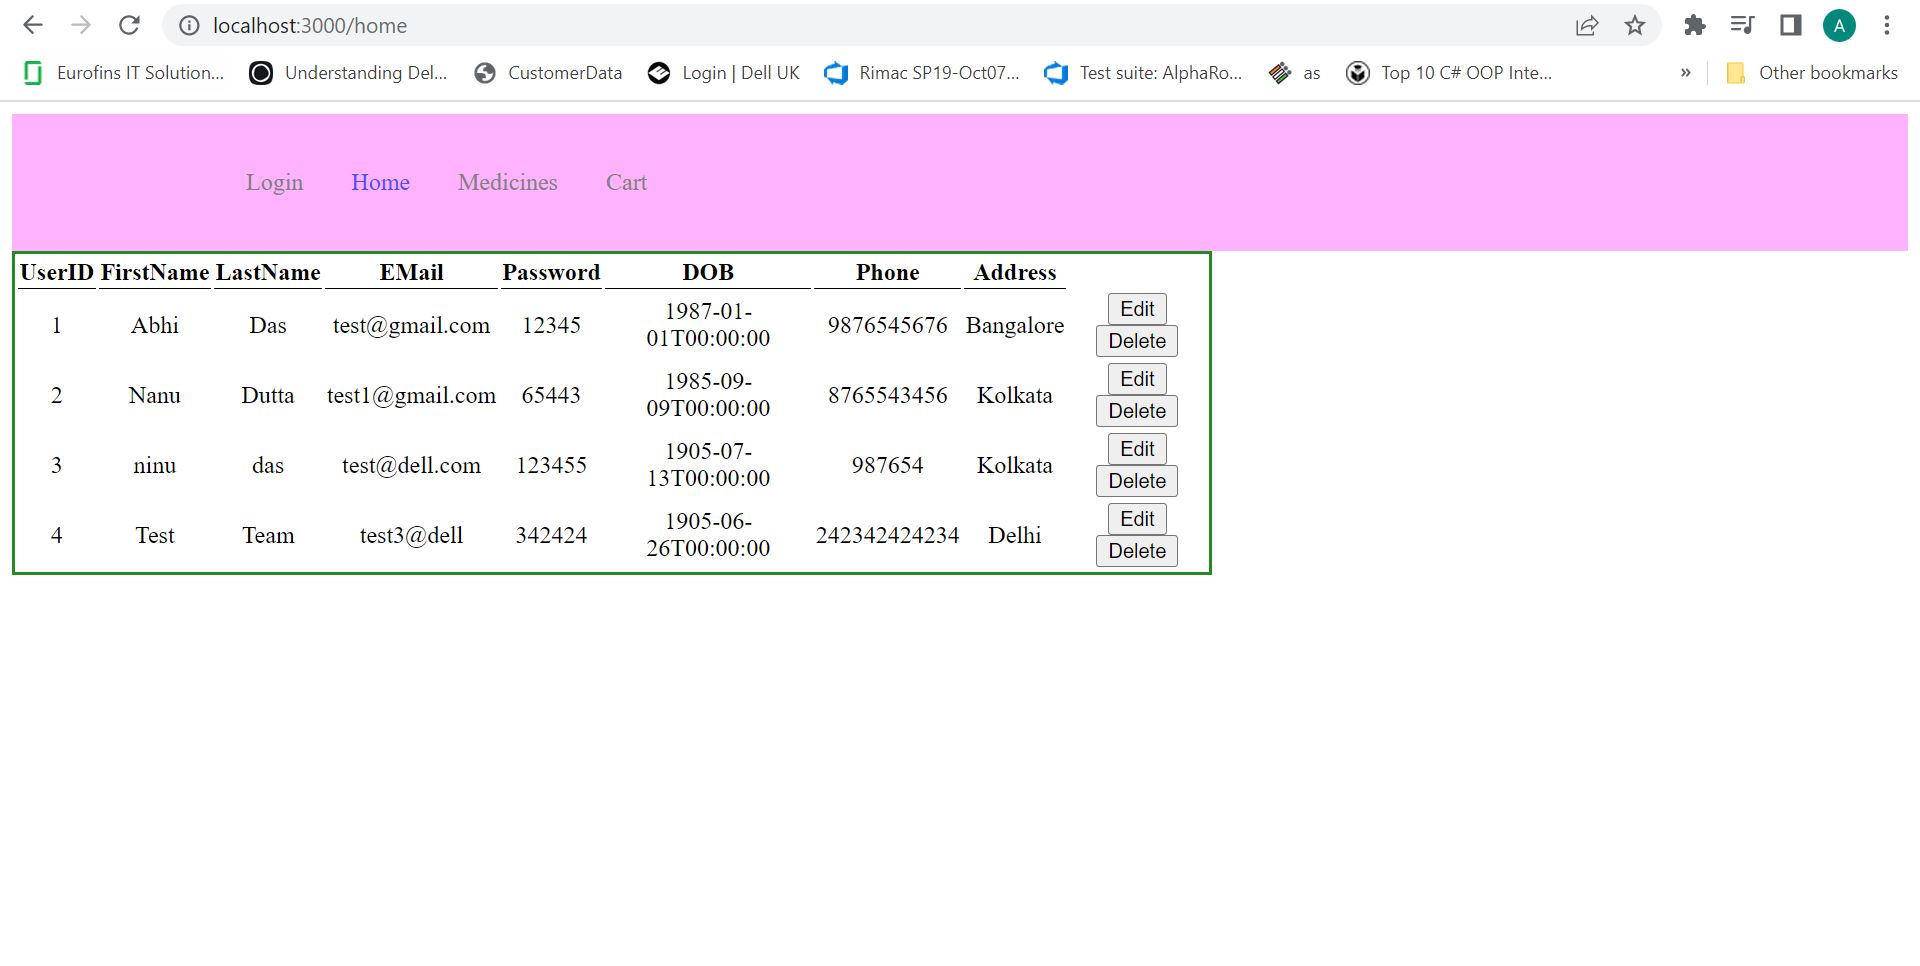 localhost:3000/home
A
Eurofins IT Solution... Understanding Del... CustomerData Login | Dell UK Rimac SP19-Oct07... Test suite: AlphaRo... as Top 10 C# OOP Inte... » Other bookmarks
Login Home Medicines Cart
UserID FirstName LastName EMail Password DOB Phone Address
1 Abhi Das test@gmail.com 12345 1987-01-
01T00:00:00 9876545676 Bangalore Edit
Delete
2 Nanu Dutta test1@gmail.com 65443 1985-09-
09T00:00:00 8765543456 Kolkata Edit
Delete
3 ninu das test@dell.com 123455 1905-07-
13T00:00:00 987654 Kolkata Edit
Delete
4 Test Team test3@dell 342424 1905-06-
26T00:00:00 242342424234 Delhi Edit
Delete